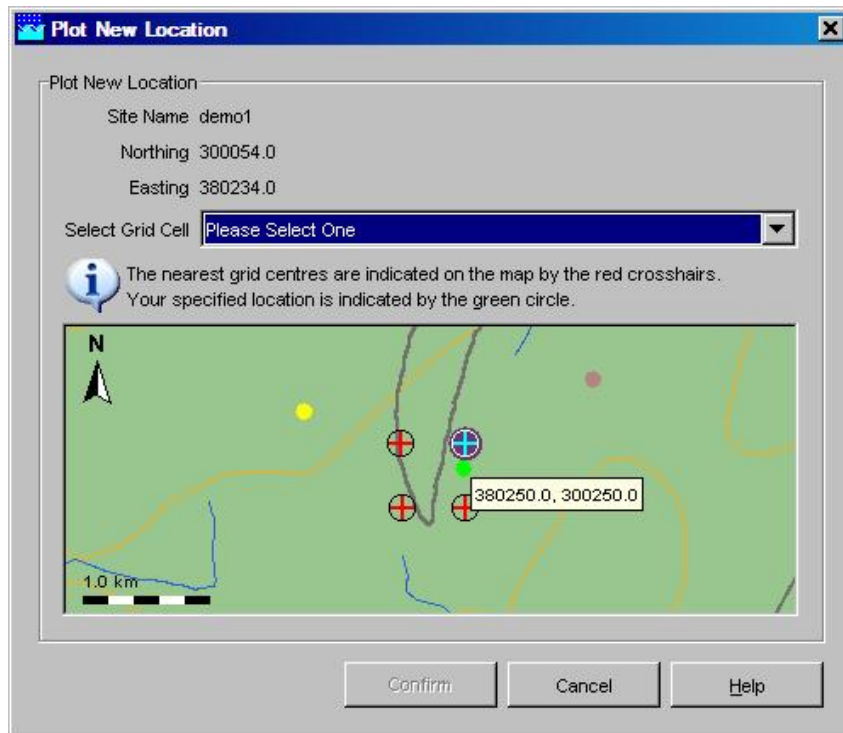 Plot New Location
Plot New Location
Site Name demo1
Northing 300054.0
Easting 380234.0
Select Grid Cell Please Select One
The nearest grid centres are indicated on the map by the red crosshairs.
Your specified location is indicated by the green circle.
N
380250.0, 300250.0
1.0 km
Confirm Cancel Help